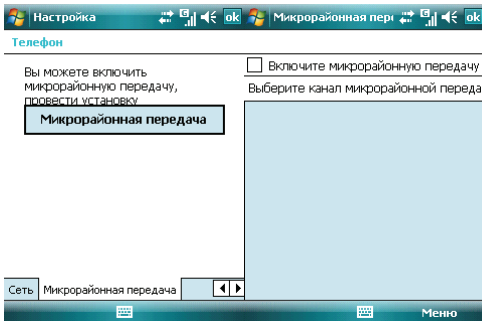 Настройка
ok
Телефон
Вы можете включить
микрорайонную передачу,
провести установку
Микрорайонная передача
Сеть
Микрорайонная передача
Микрорайонная пере
ok
Включите микрорайонную передачу
Выберите канал микрорайонной переда
Меню